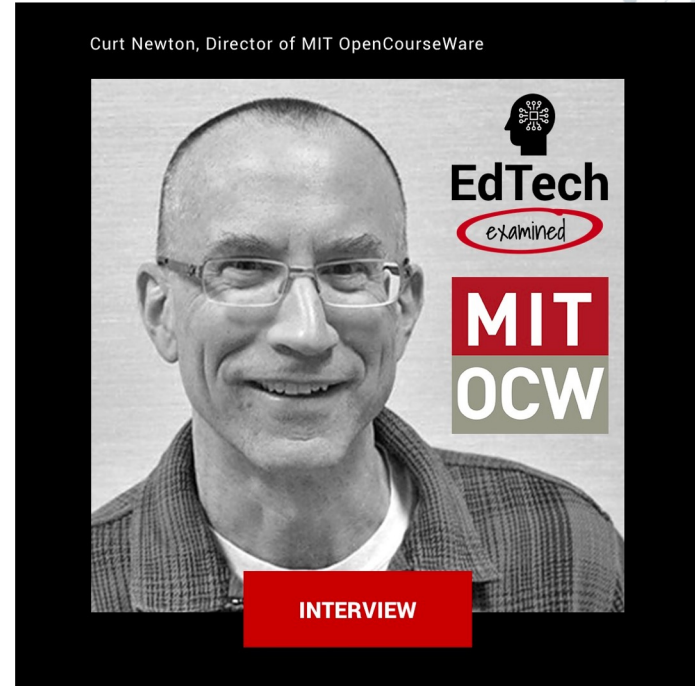 Curt Newton, Director of MIT OpenCourseWare
EdTech
examined
MIT
OCW
INTERVIEW